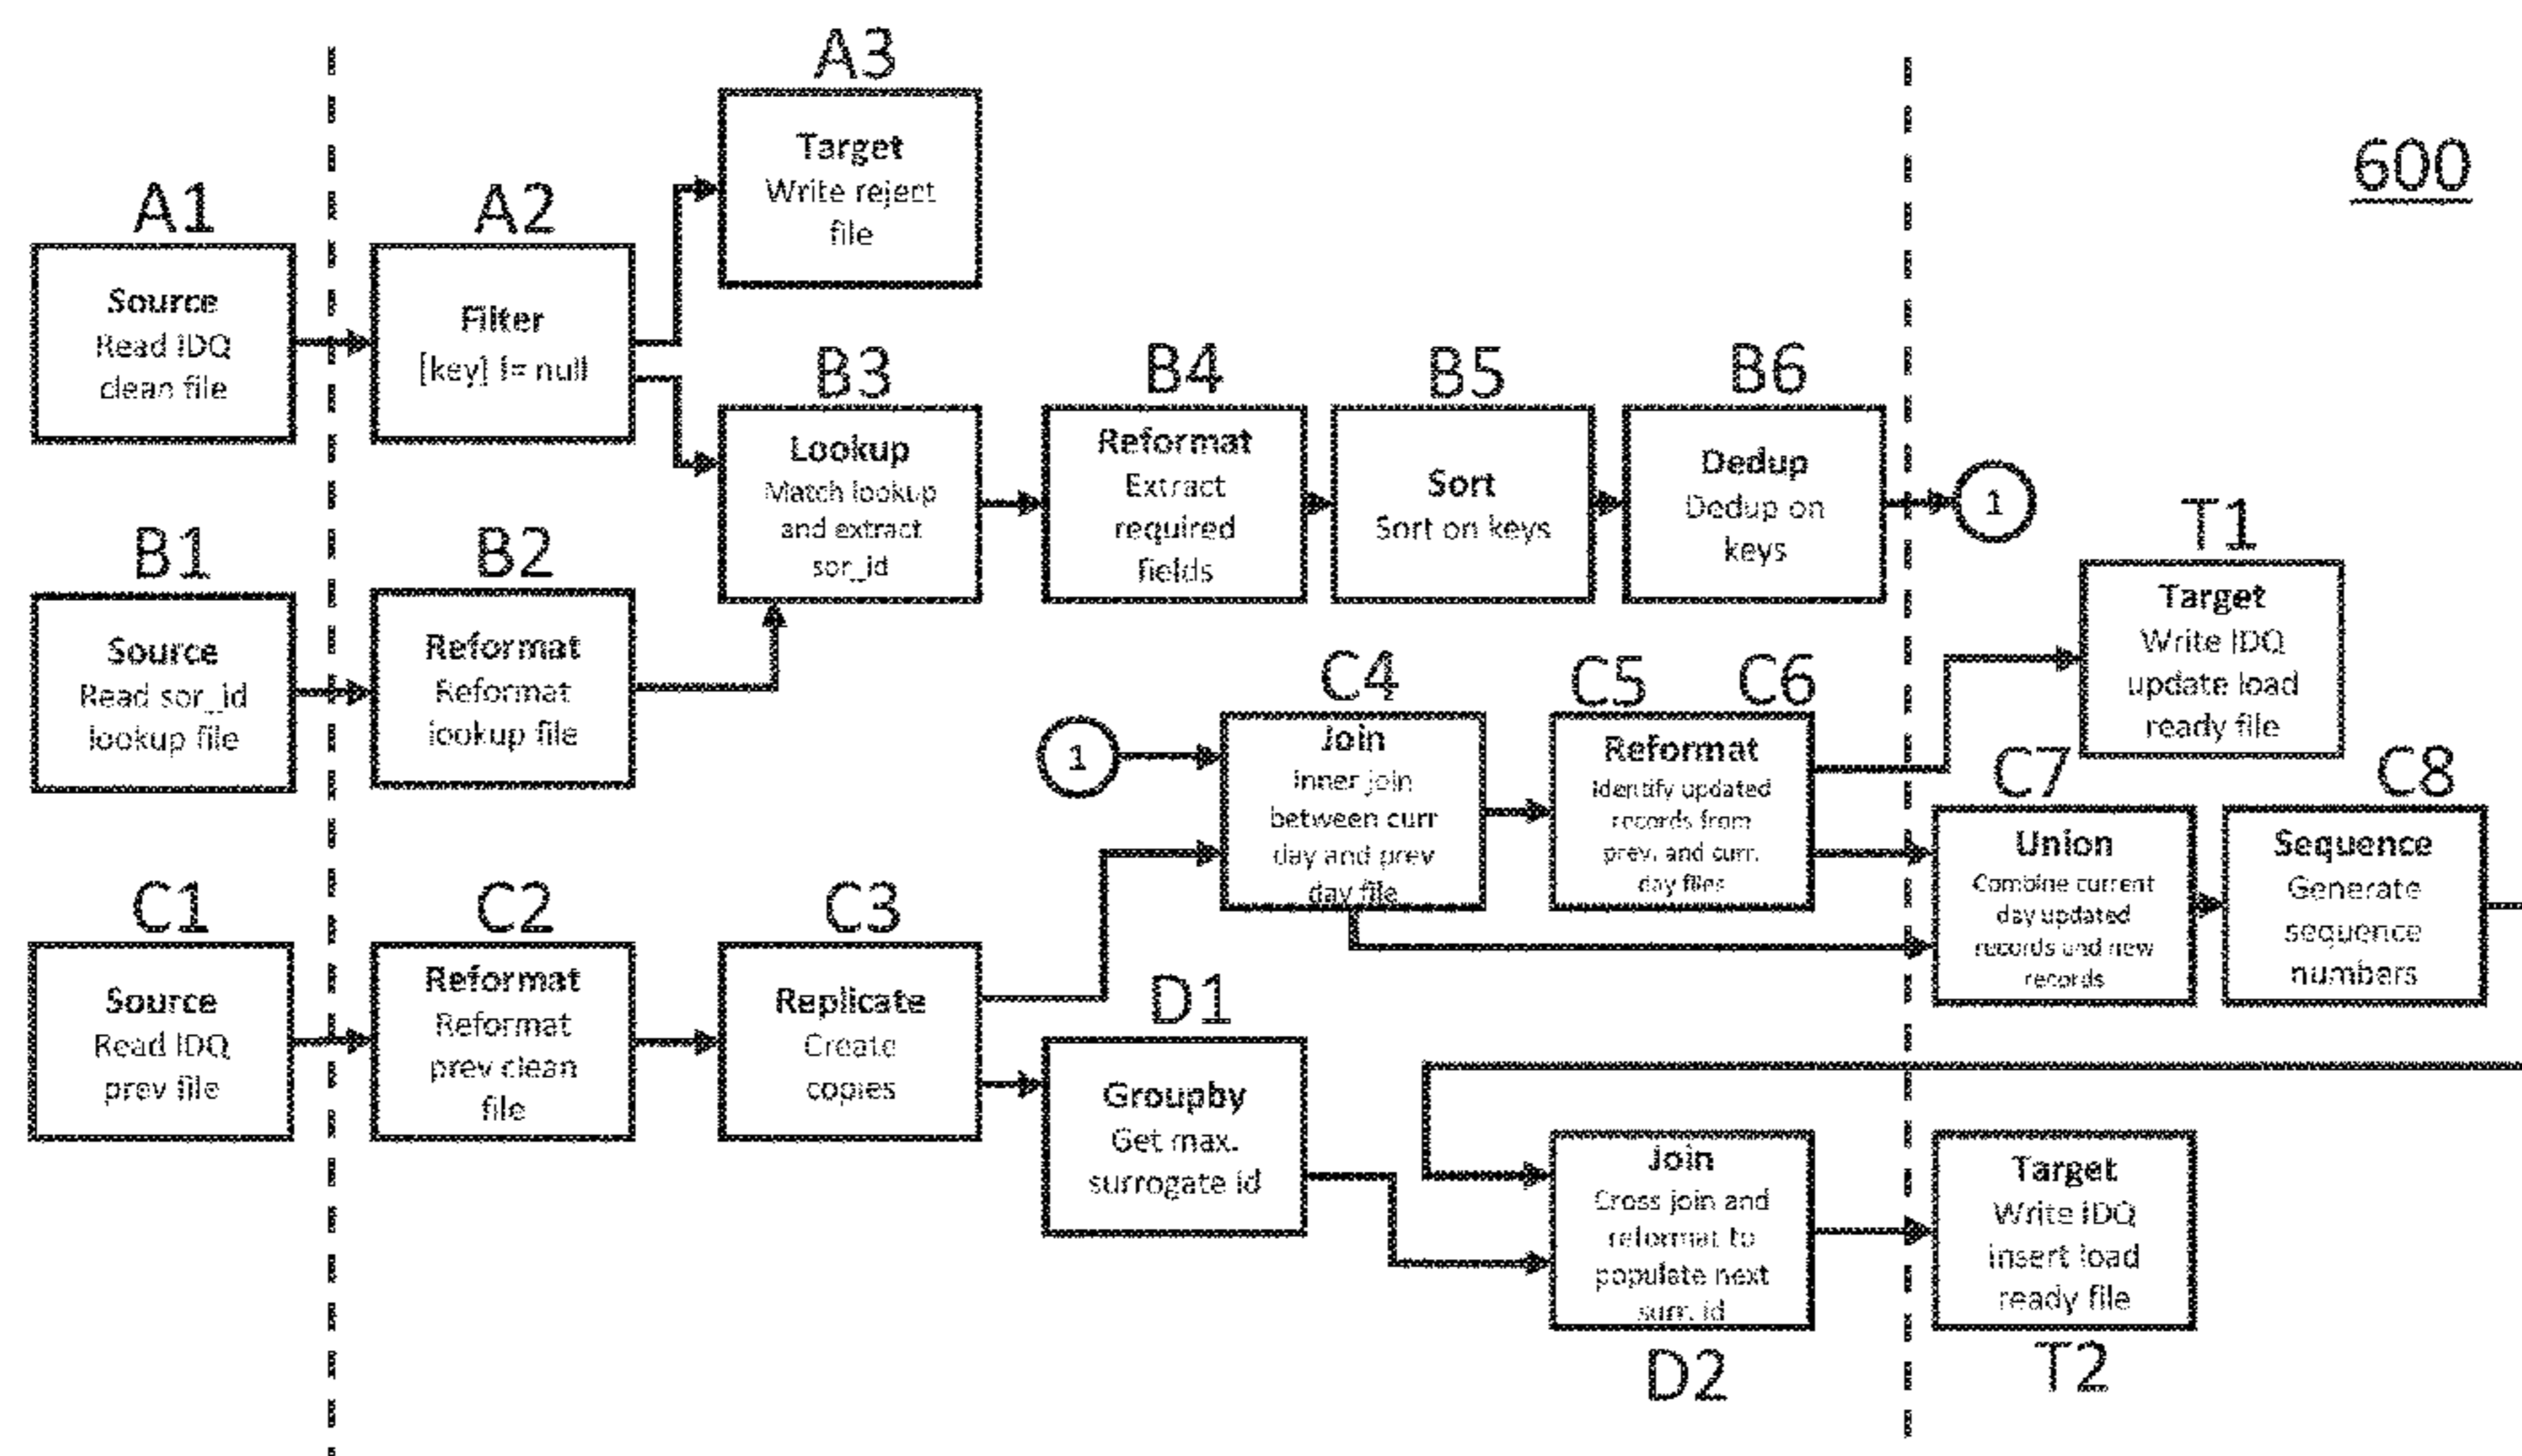 600
A1
Source
Read IDQ
clean file
A2
Filter
[key] != null
A3
Target
Write reject
file
B1
Source
Read sor_id
lookup file
B2
Reformat
Reformat
lookup file
B3
Lookup
Match lookup
and extract
sor_id
B4
Reformat
Extract
required
fields
B5
Sort
Sort on keys
B6
Dedup
Dedup on
keys
1
T1
Target
Write IDQ
update load
ready file
C1
Source
Read IDQ
prev file
C2
Reformat
Reformat
prev clean
file
C3
Replicate
Create
copies
1
C4
Join
Inner join
between curr
day and prev
day file
C5
C6
Reformat
Identify updated
records from
prev. and curr.
day files
C7
Union
Combine current
day updated
records and new
records
C8
Sequence
Generate
sequence
numbers
D1
Groupby
Get max.
surrogate id
Join
Cross join and
reformat to
populate next
surr. id
D2
Target
Write IDQ
insert load
ready file
T2